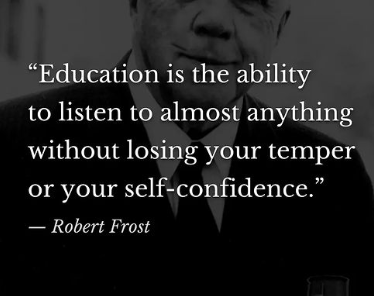 “Education is the ability
to listen to almost anything
without losing your temper
or your self-confidence.”
— Robert Frost